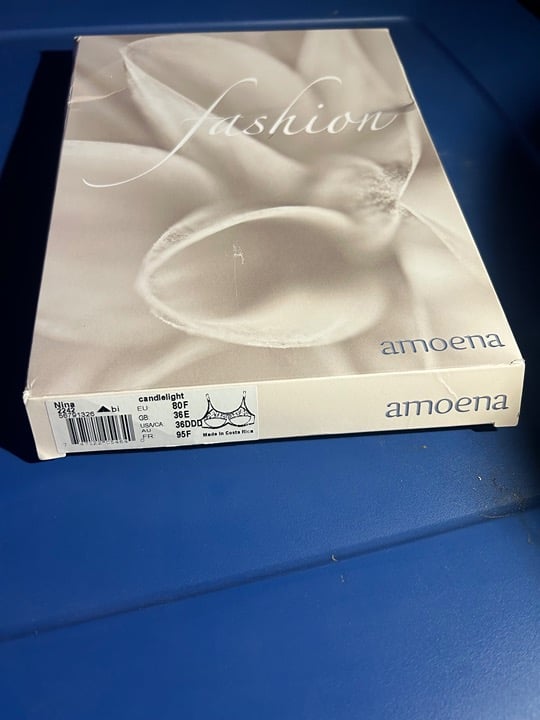 fashion
amoena
amoena
Nina
candlelight
bi
EU 80F
GB 36E
USA/CA 36DDD
AU
FR 95F
Made in Costa Rica